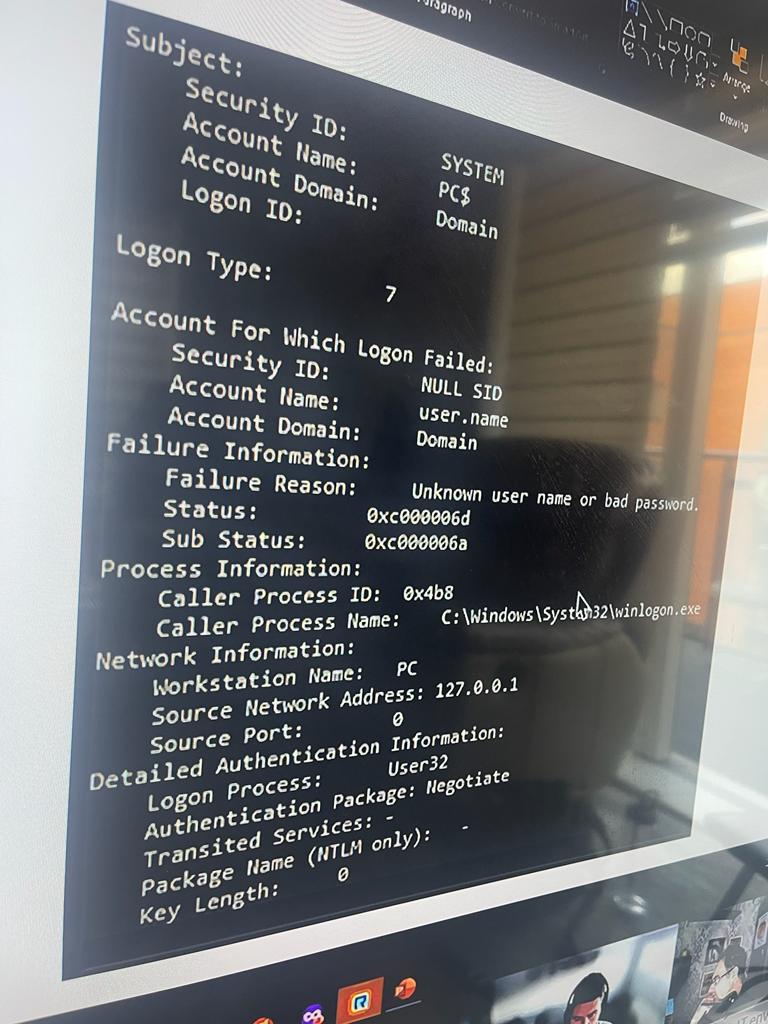 Paragraph
Arrange
Drawing
Subject:
Security ID: SYSTEM
Account Name: PC$
Account Domain: Domain
Logon ID:
Logon Type: 7
Account For Which Logon Failed:
Security ID: NULL SID
Account Name: user.name
Account Domain: Domain
Failure Information:
Failure Reason: Unknown user name or bad password.
Status: 0xc000006d
Sub Status: 0xc000006a
Process Information:
Caller Process ID: 0x4b8
Caller Process Name: C:\Windows\System32\winlogon.exe
Network Information:
Workstation Name: PC
Source Network Address: 127.0.0.1
Source Port: 0
Detailed Authentication Information:
Logon Process: User32
Authentication Package: Negotiate
Transited Services: -
Package Name (NTLM only): -
Key Length: 0